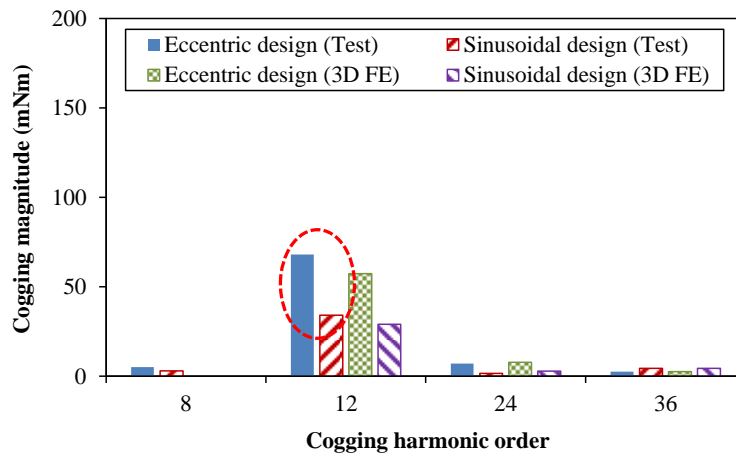 200
Eccentric design (Test) Sinusoidal design (Test)
Eccentric design (3D FE) Sinusoidal design (3D FE)
150
100
50
0
Cogging magnitude (mNm)
8 12 24 36
Cogging harmonic order